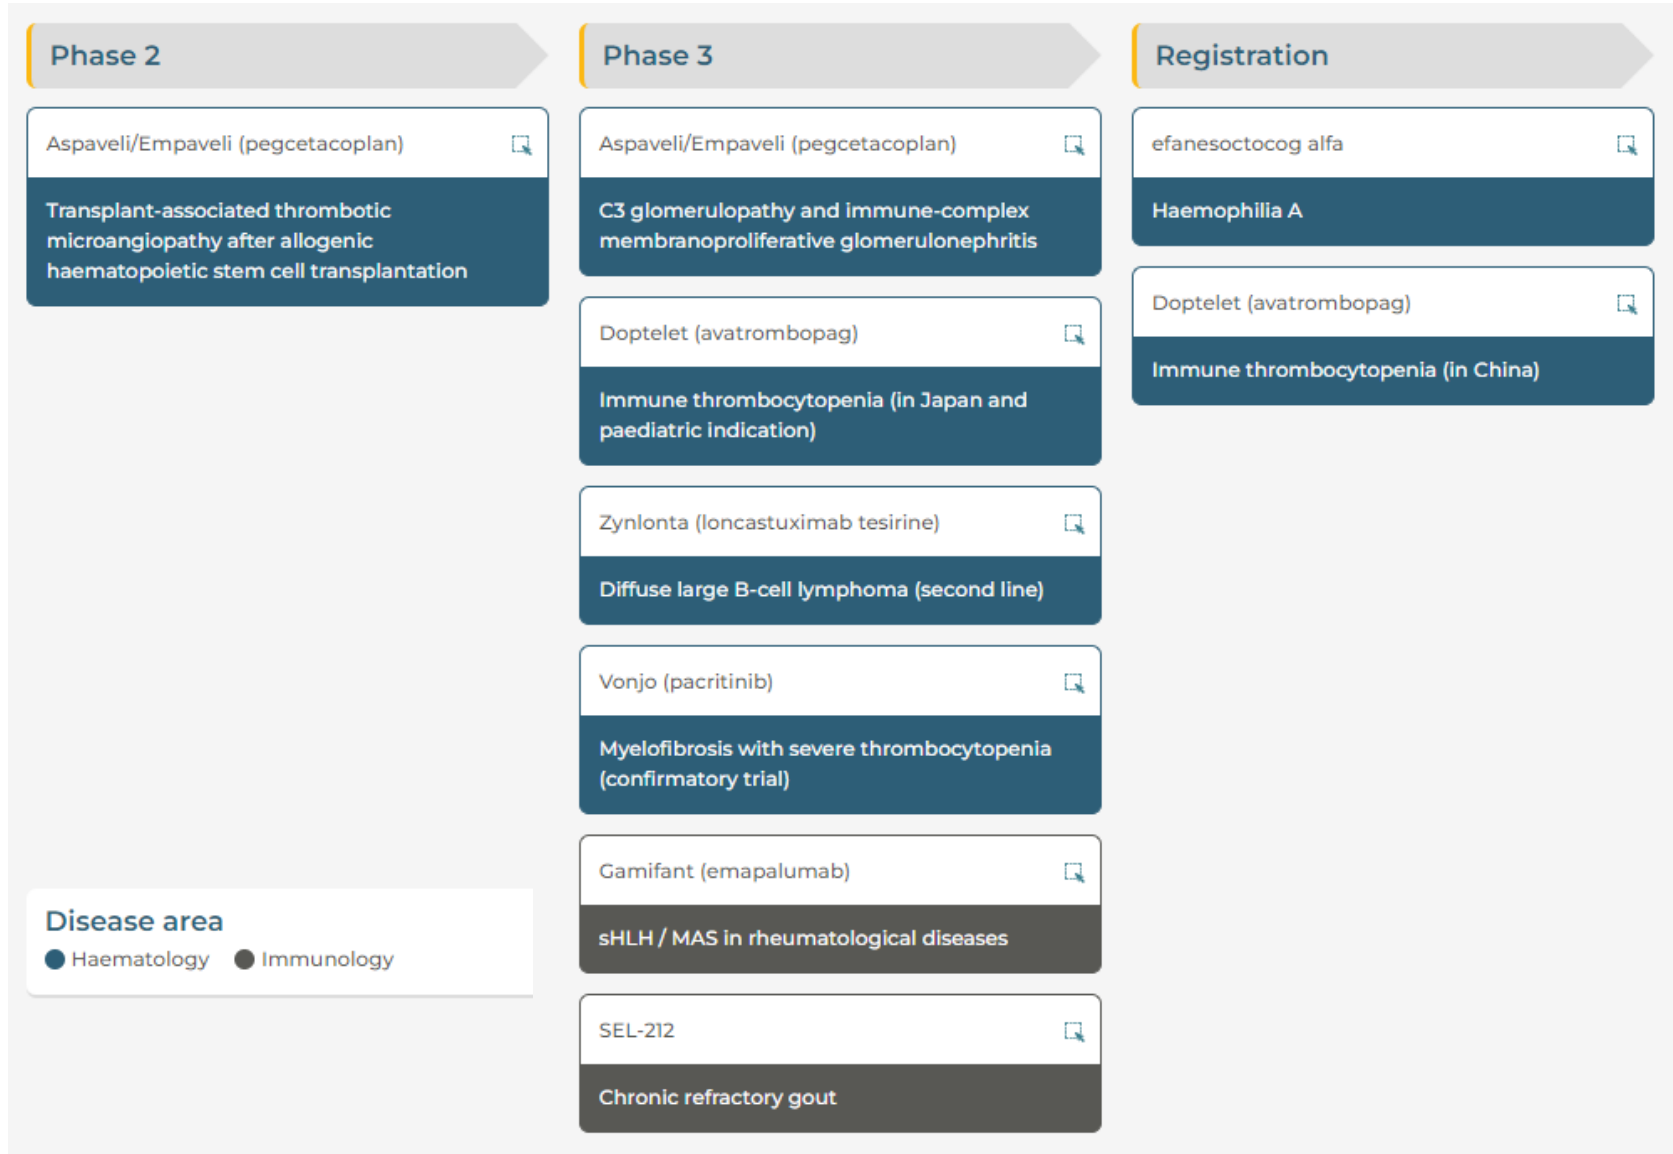 Phase 2
Aspaveli/Empaveli (pegcetacoplan)
Transplant-associated thrombotic
microangiopathy after allogenic
haematopoietic stem cell transplantation
Phase 3
Aspaveli/Empaveli (pegcetacoplan)
C3 glomerulopathy and immune-complex
membranoproliferative glomerulonephritis
Doptelet (avatrombopag)
Immune thrombocytopenia (in Japan and
paediatric indication)
Zynlonta (loncastuximab tesirine)
Diffuse large B-cell lymphoma (second line)
Vonjo (pacritinib)
Myelofibrosis with severe thrombocytopenia
(confirmatory trial)
Gamifant (emapalumab)
sHLH / MAS in rheumatological diseases
SEL-212
Chronic refractory gout
Registration
efanesoctocog alfa
Haemophilia A
Doptelet (avatrombopag)
Immune thrombocytopenia (in China)
Disease area
Haematology Immunology